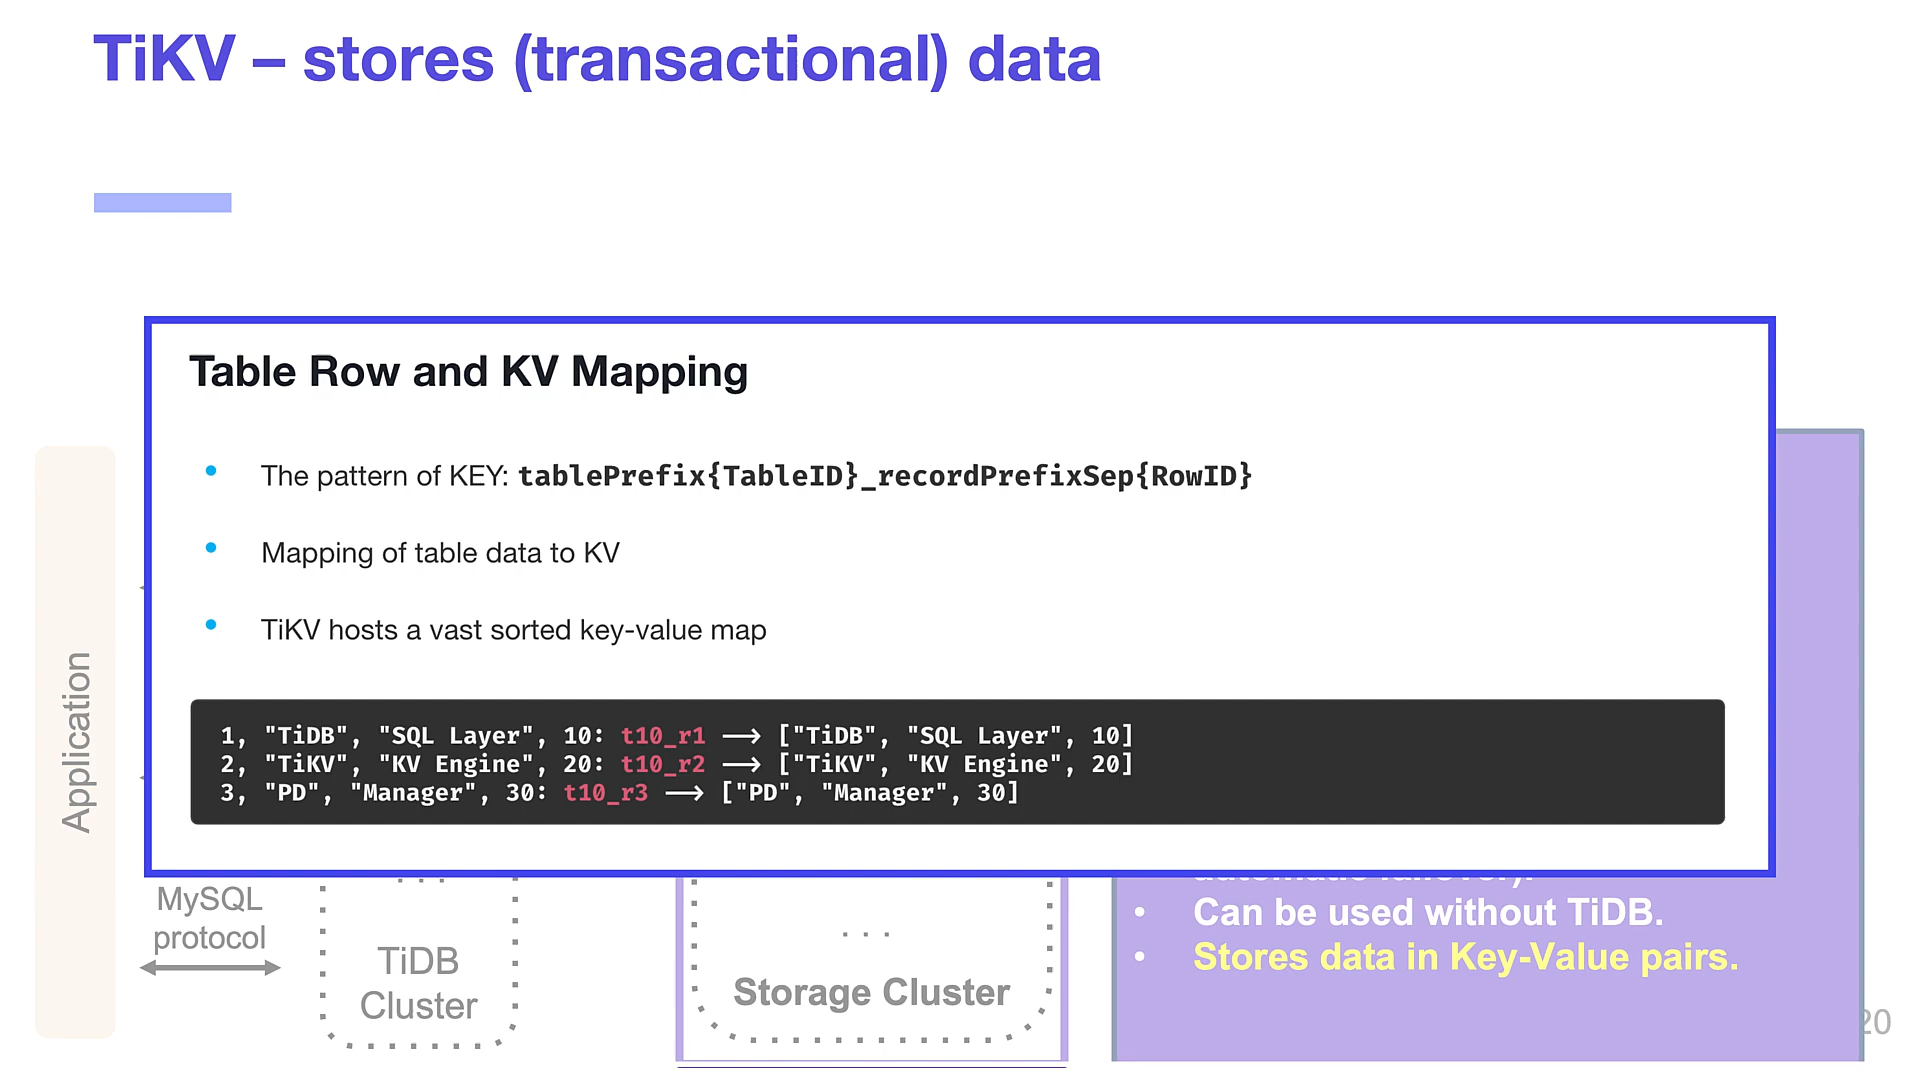 TiKV – stores (transactional) data
Table Row and KV Mapping
• The pattern of KEY: tablePrefix{TableID}_recordPrefixSep{RowID}
• Mapping of table data to KV
• TiKV hosts a vast sorted key-value map
1, "TiDB", "SQL Layer", 10: t10_r1 ⟶ ["TiDB", "SQL Layer", 10]
2, "TiKV", "KV Engine", 20: t10_r2 ⟶ ["TiKV", "KV Engine", 20]
3, "PD", "Manager", 30: t10_r3 ⟶ ["PD", "Manager", 30]
Application
MySQL
protocol
...
TiDB
Cluster
...
Storage Cluster
• Can be used without TiDB.
• Stores data in Key-Value pairs.
20